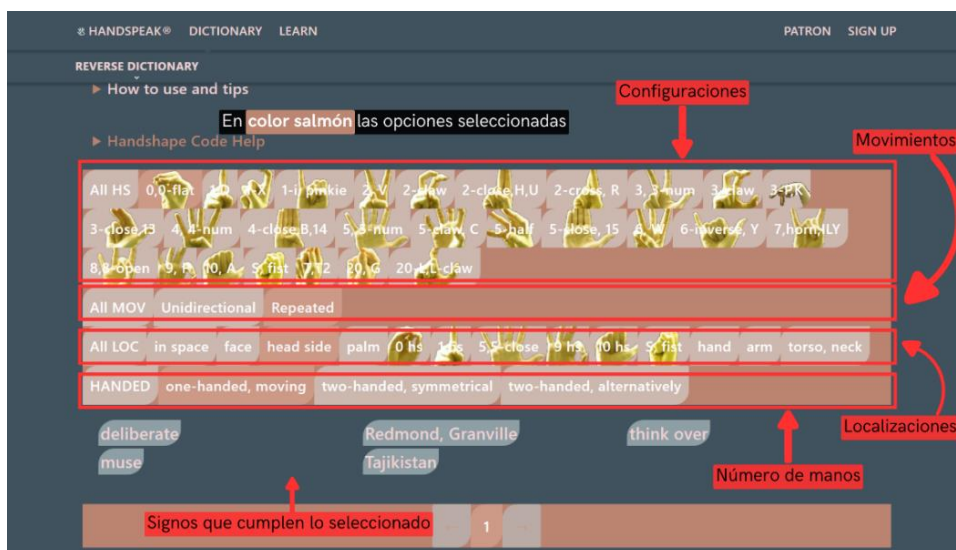 HANDSPEAK® DICTIONARY LEARN PATRON SIGN UP
REVERSE DICTIONARY
How to use and tips
Configuraciones
En color salmón las opciones seleccionadas
Handshape Code Help
Movimientos
All HS 0,0-flat 1,D X 1-i, pinkie 2, V 2-claw 2-close,H,U 2-cross, R 3, 3-num 3-claw 3-P,K
3-close,13 4, 4-num 4-close,B,14 5, 5-num 5-claw, C 5-half 5-close, 15 6, W 6-inverse, Y 7,horn,ILY
8,8-open 9, F 10, A S, fist 7,12 20, G 20-L,L-claw
All MOV Unidirectional Repeated
All LOC in space face head side palm 0 hs 1 hs 5,5-close 9 hs 10 hs S, fist hand arm torso, neck
HANDED one-handed, moving two-handed, symmetrical two-handed, alternatively
Localizaciones
deliberate Redmond, Granville think over
muse Tajikistan
Número de manos
Signos que cumplen lo seleccionado
1